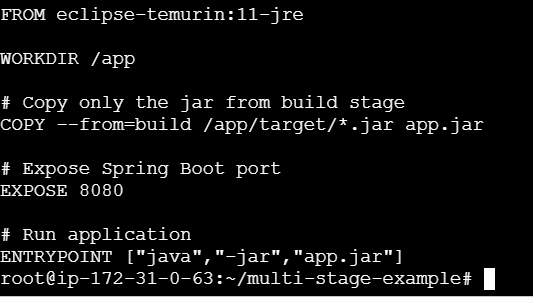 FROM eclipse-temurin:11-jre
WORKDIR /app
# Copy only the jar from build stage
COPY --from=build /app/target/*.jar app.jar
# Expose Spring Boot port
EXPOSE 8080
# Run application
ENTRYPOINT ["java","-jar","app.jar"]
root@ip-172-31-0-63:~/multi-stage-example#